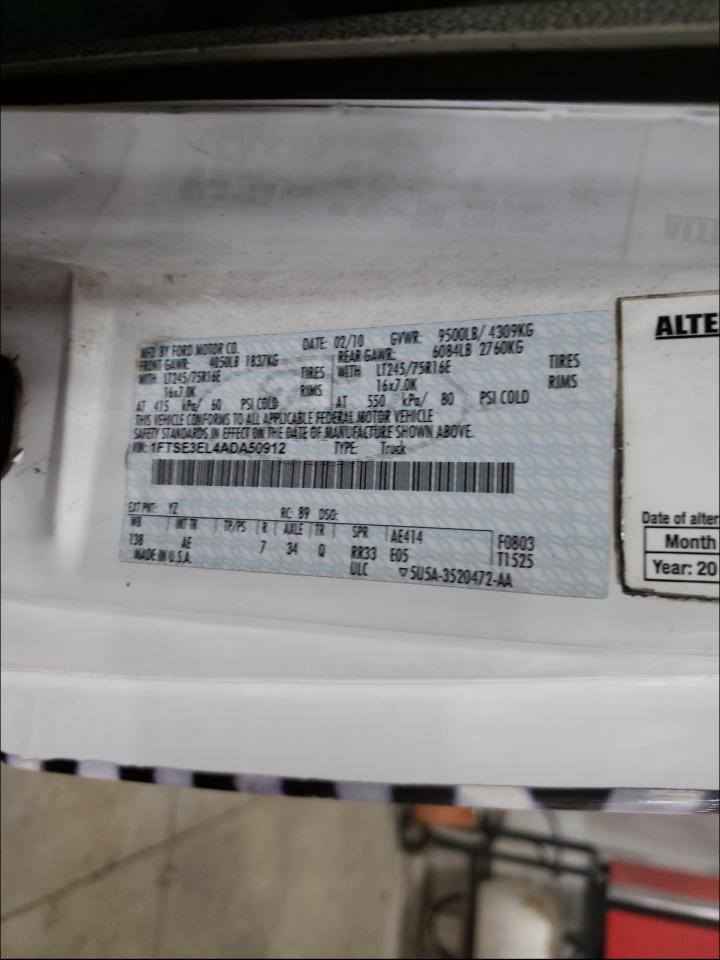 MFD. BY FORD MOTOR CO. DATE: 02/10 GVWR: 9500LB/ 4309KG
FRONT GAWR: 4050LB 1837KG REAR GAWR: 6084LB 2760KG
WITH LT245/75R16E TIRES WITH LT245/75R16E TIRES
16x7.0K RIMS 16x7.0K RIMS
AT 415 kPa/ 60 PSI COLD AT 550 kPa/ 80 PSI COLD
THIS VEHICLE CONFORMS TO ALL APPLICABLE FEDERAL MOTOR VEHICLE
SAFETY STANDARDS IN EFFECT ON THE DATE OF MANUFACTURE SHOWN ABOVE.
VIN: 1FTSE3EL4ADA50912 TYPE: Truck
EXT PNT: YZ RC: 89 DSO:
WB INT TR TP/PS R AXLE TR SPR AE414 F0803
138 AE 7 34 Q RR33 E05 T1525
MADE IN U.S.A. ULC ▽5U5A-3520472-AA
ALTE
Date of alter
Month
Year: 20